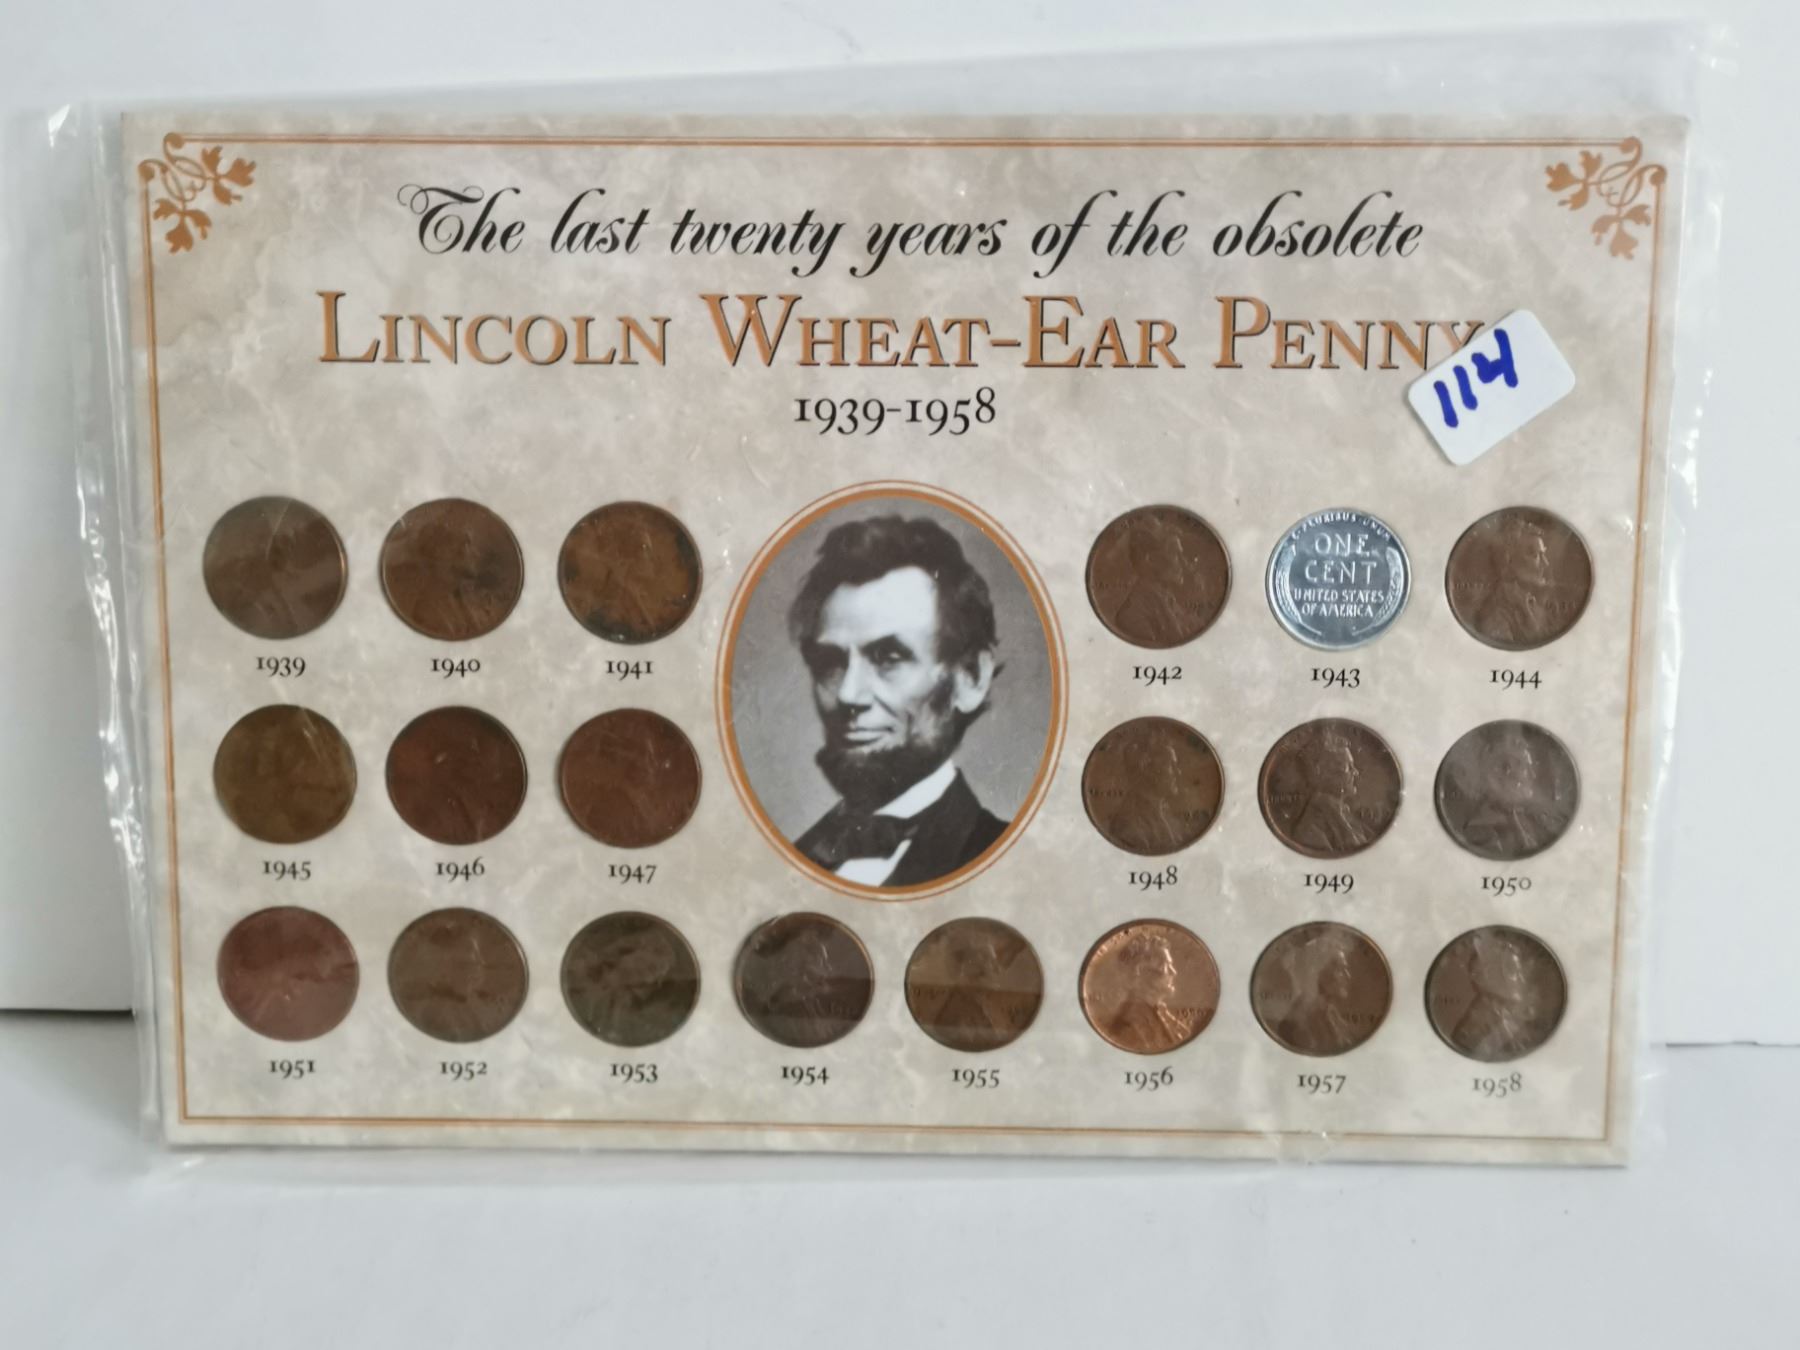 The last twenty years of the obsolete
LINCOLN WHEAT-EAR PENNY
114
1939-1958
1939 1940 1941 1942 1943 1944
PLURIBUS UNUM
ONE
CENT
UNITED STATES
OF AMERICA
1945 1946 1947 1948 1949 1950
1951 1952 1953 1954 1955 1956 1957 1958